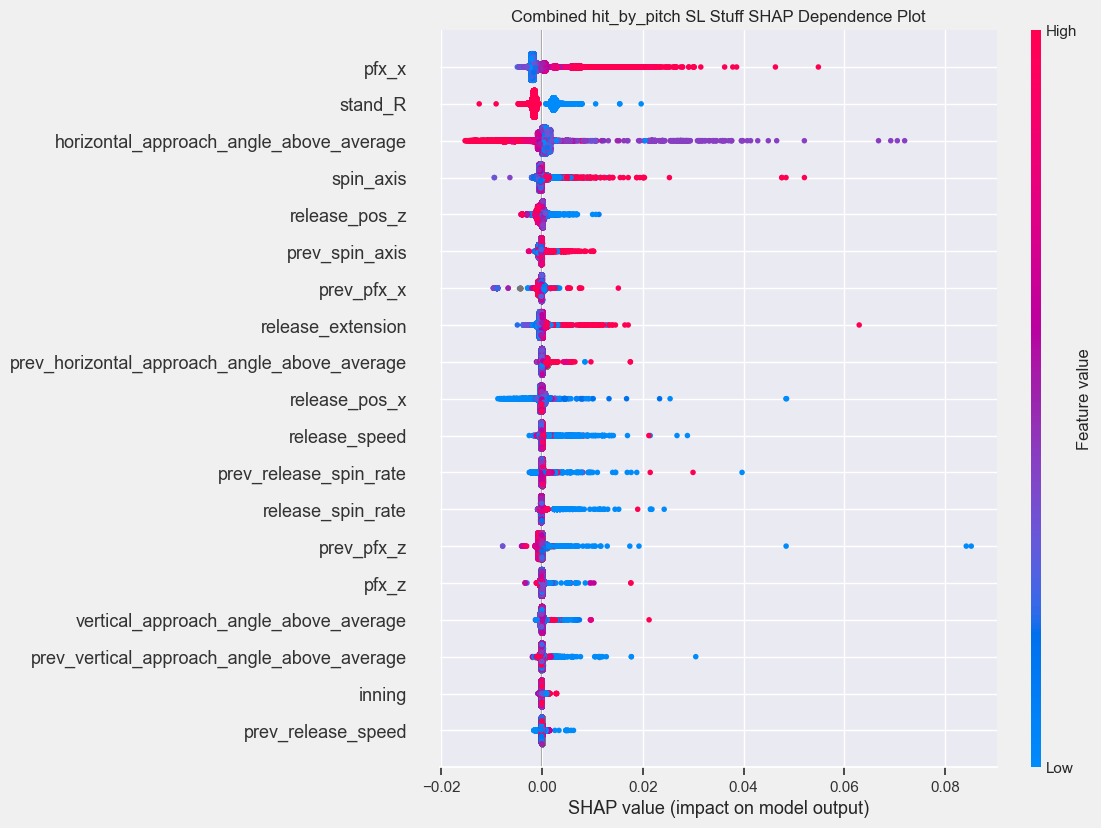 Combined hit_by_pitch SL Stuff SHAP Dependence Plot
High
pfx_x
stand_R
horizontal_approach_angle_above_average
spin_axis
release_pos_z
prev_spin_axis
prev_pfx_x
release_extension
prev_horizontal_approach_angle_above_average
release_pos_x
release_speed
prev_release_spin_rate
release_spin_rate
prev_pfx_z
pfx_z
vertical_approach_angle_above_average
prev_vertical_approach_angle_above_average
inning
prev_release_speed
Feature value
Low
−0.02 0.00 0.02 0.04 0.06 0.08
SHAP value (impact on model output)